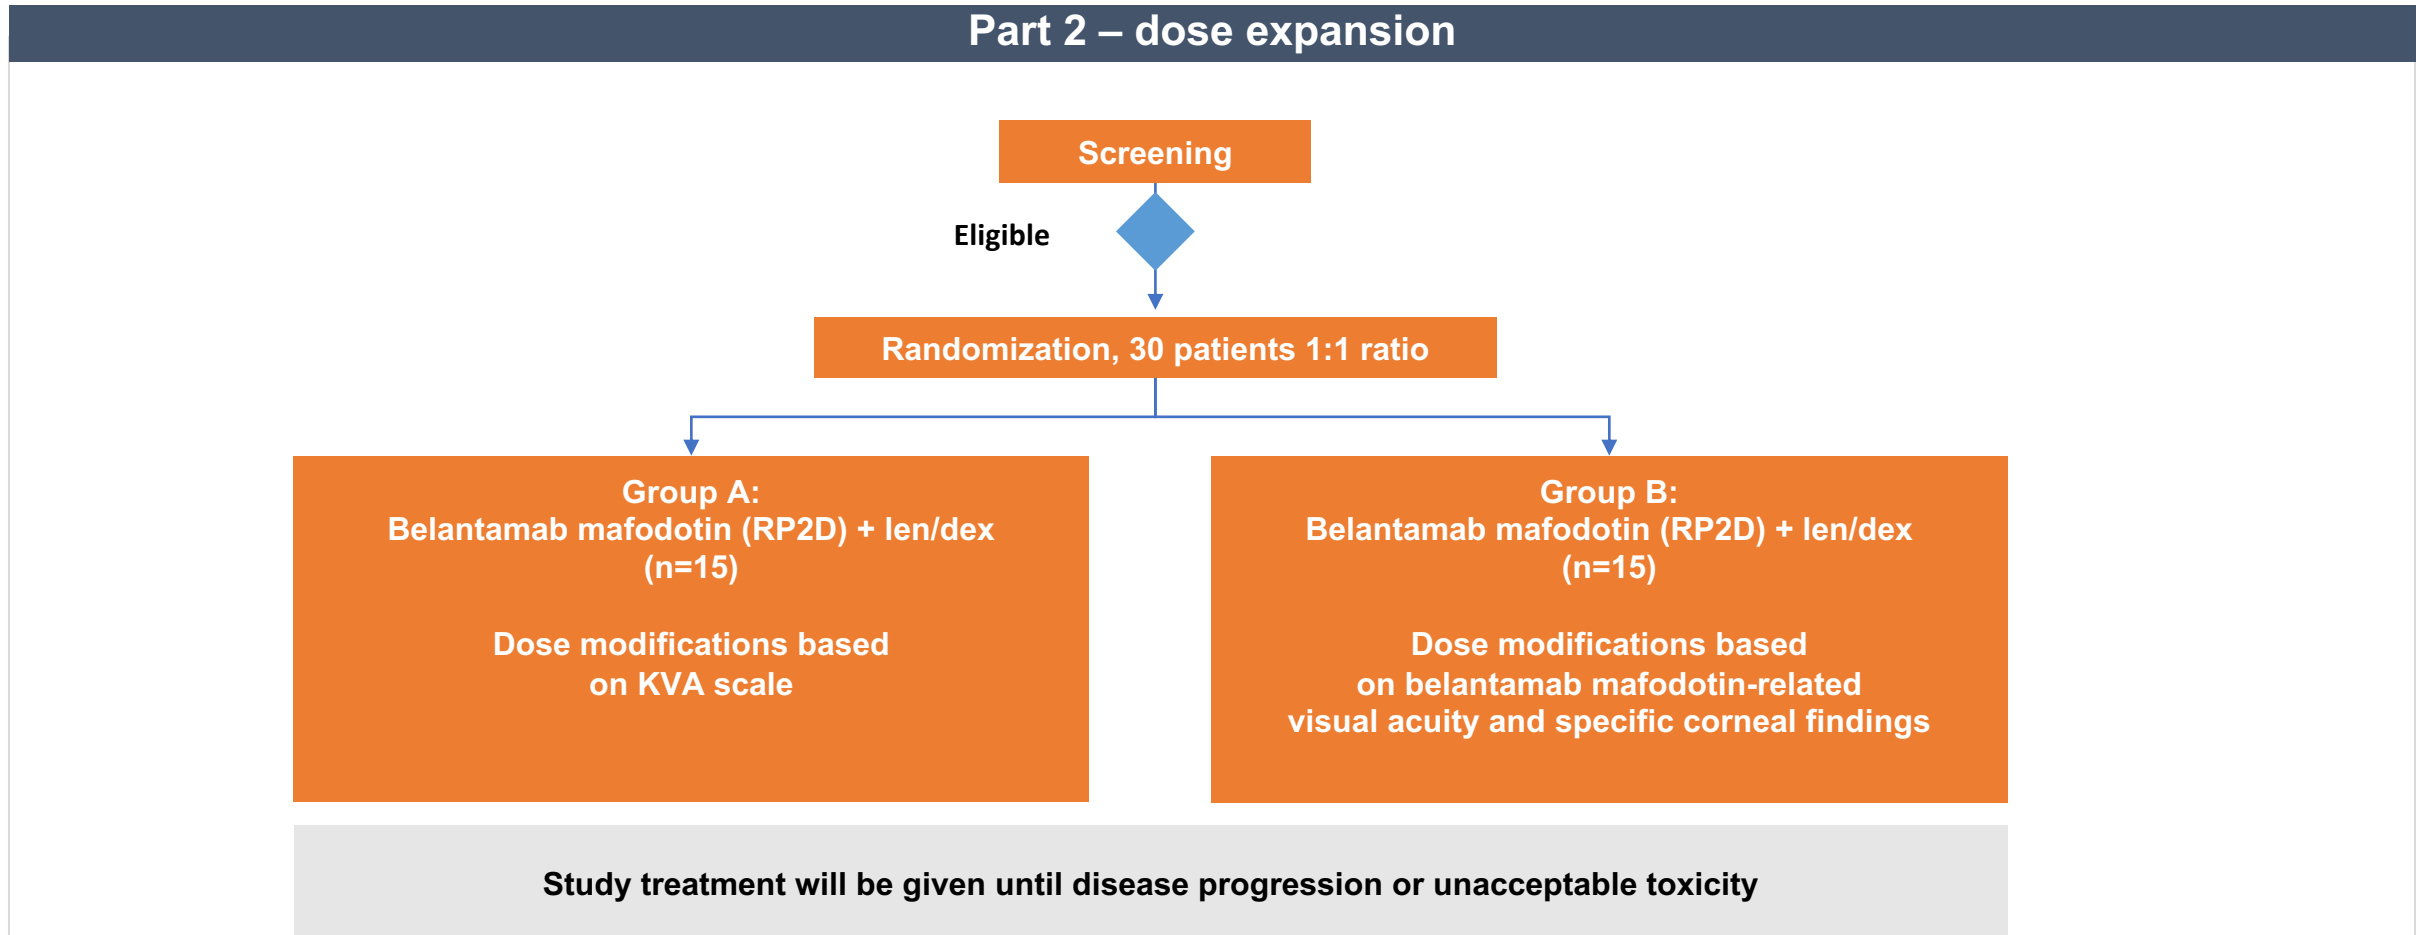 Part 2 – dose expansion
Screening
Eligible
Randomization, 30 patients 1:1 ratio
Group A:
Belantamab mafodotin (RP2D) + len/dex
(n=15)
Dose modifications based
on KVA scale
Group B:
Belantamab mafodotin (RP2D) + len/dex
(n=15)
Dose modifications based
on belantamab mafodotin-related
visual acuity and specific corneal findings
Study treatment will be given until disease progression or unacceptable toxicity